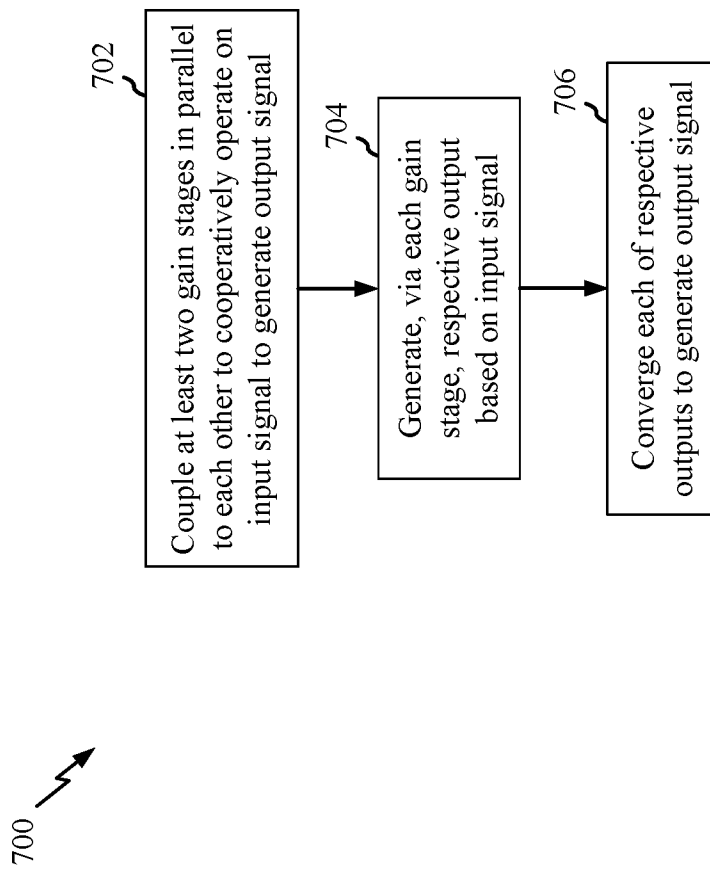 700
702
Couple at least two gain stages in parallel
to each other to cooperatively operate on
input signal to generate output signal
704
Generate, via each gain
stage, respective output
based on input signal
706
Converge each of respective
outputs to generate output signal